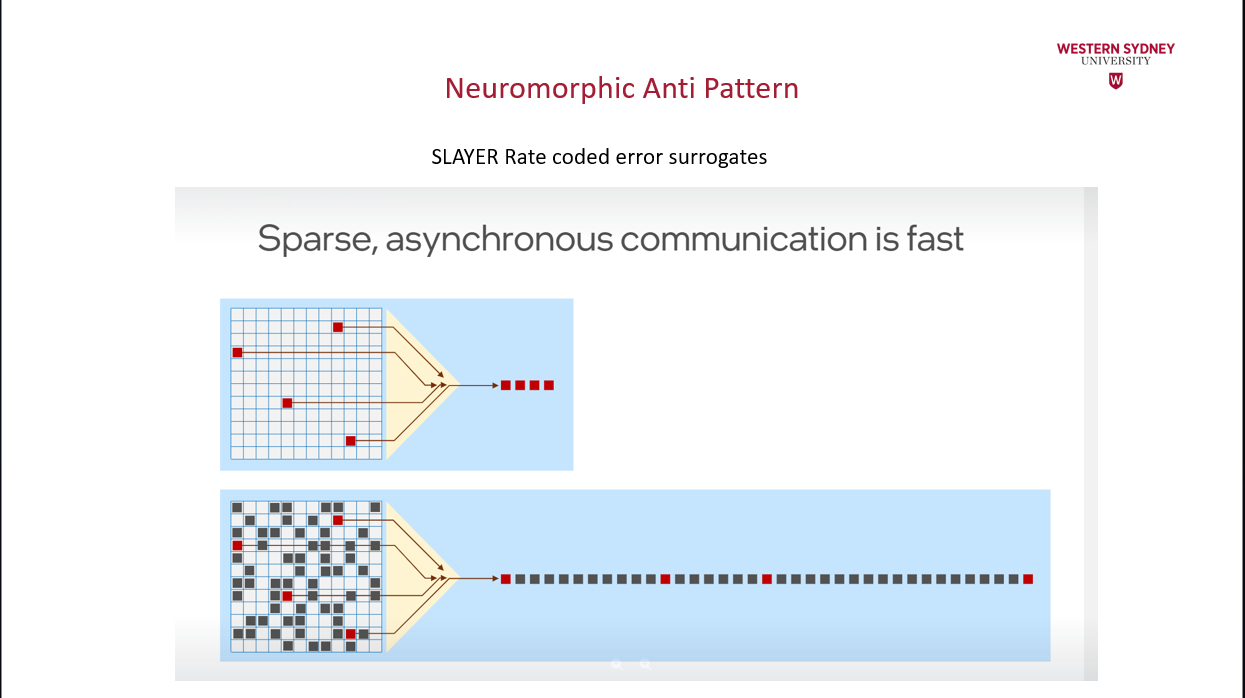 WESTERN SYDNEY
UNIVERSITY
W
Neuromorphic Anti Pattern
SLAYER Rate coded error surrogates
Sparse, asynchronous communication is fast